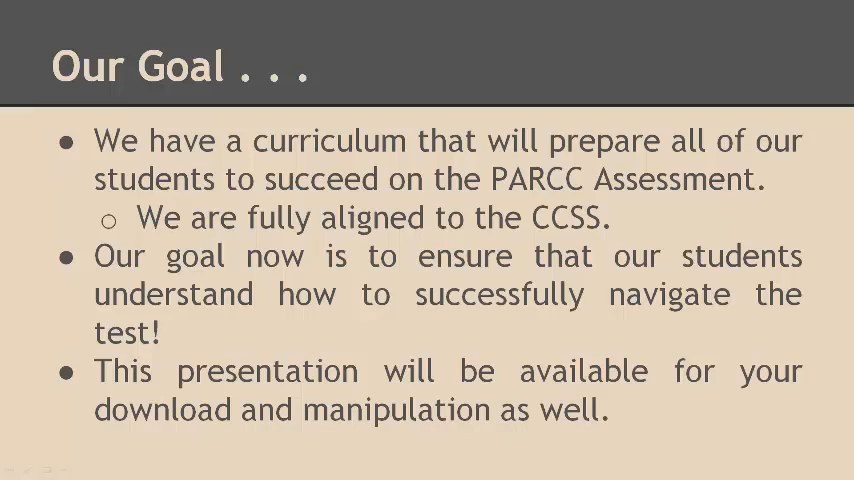 Our Goal . . .
● We have a curriculum that will prepare all of our
students to succeed on the PARCC Assessment.
○ We are fully aligned to the CCSS.
● Our goal now is to ensure that our students
understand how to successfully navigate the
test!
● This presentation will be available for your
download and manipulation as well.